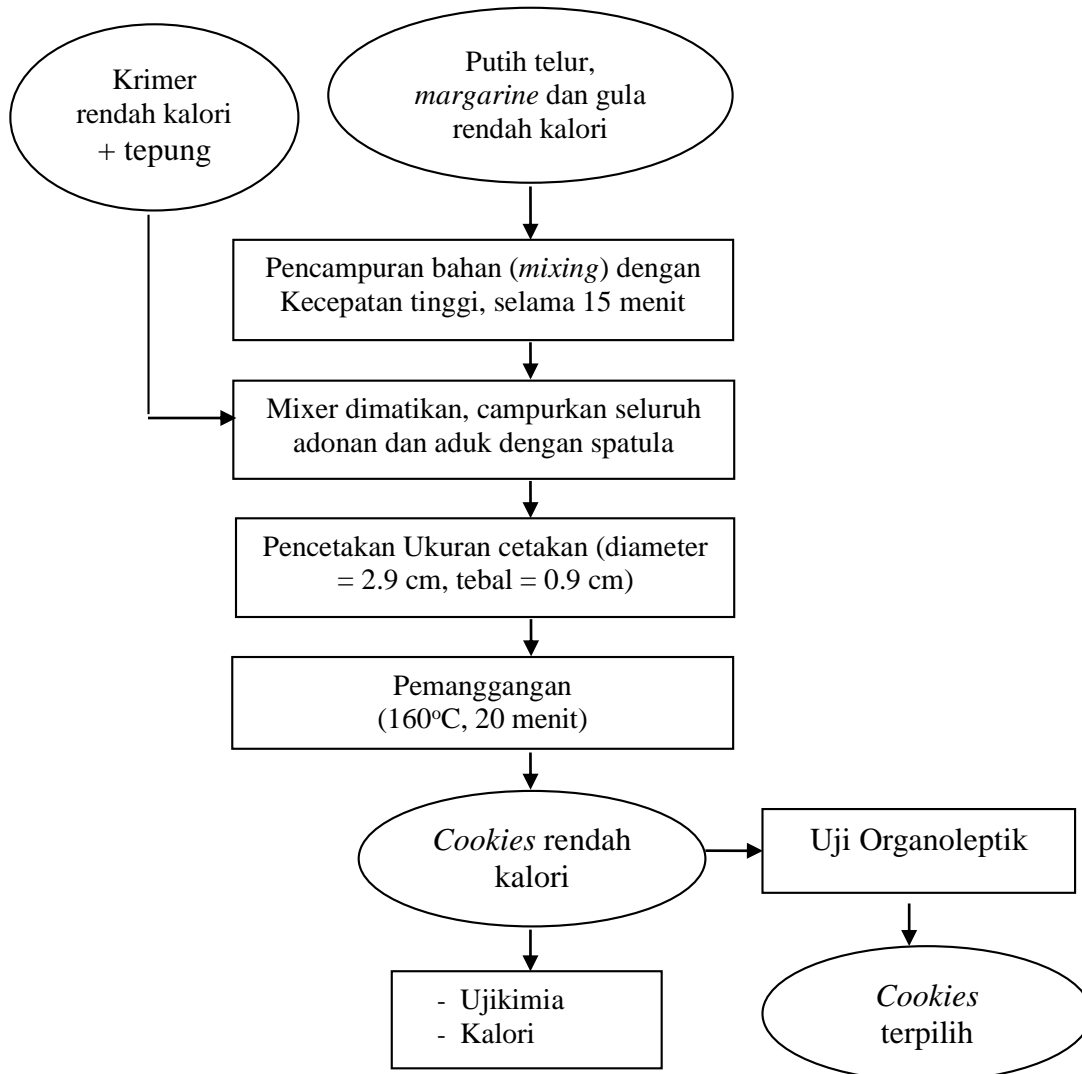 Krimer
rendah kalori
+ tepung
Putih telur,
margarine dan gula
rendah kalori
Pencampuran bahan (mixing) dengan
Kecepatan tinggi, selama 15 menit
Mixer dimatikan, campurkan seluruh
adonan dan aduk dengan spatula
Pencetakan Ukuran cetakan (diameter
= 2.9 cm, tebal = 0.9 cm)
Pemanggangan
(160°C, 20 menit)
Cookies rendah
kalori
Uji Organoleptik
- Ujikimia
- Kalori
Cookies
terpilih